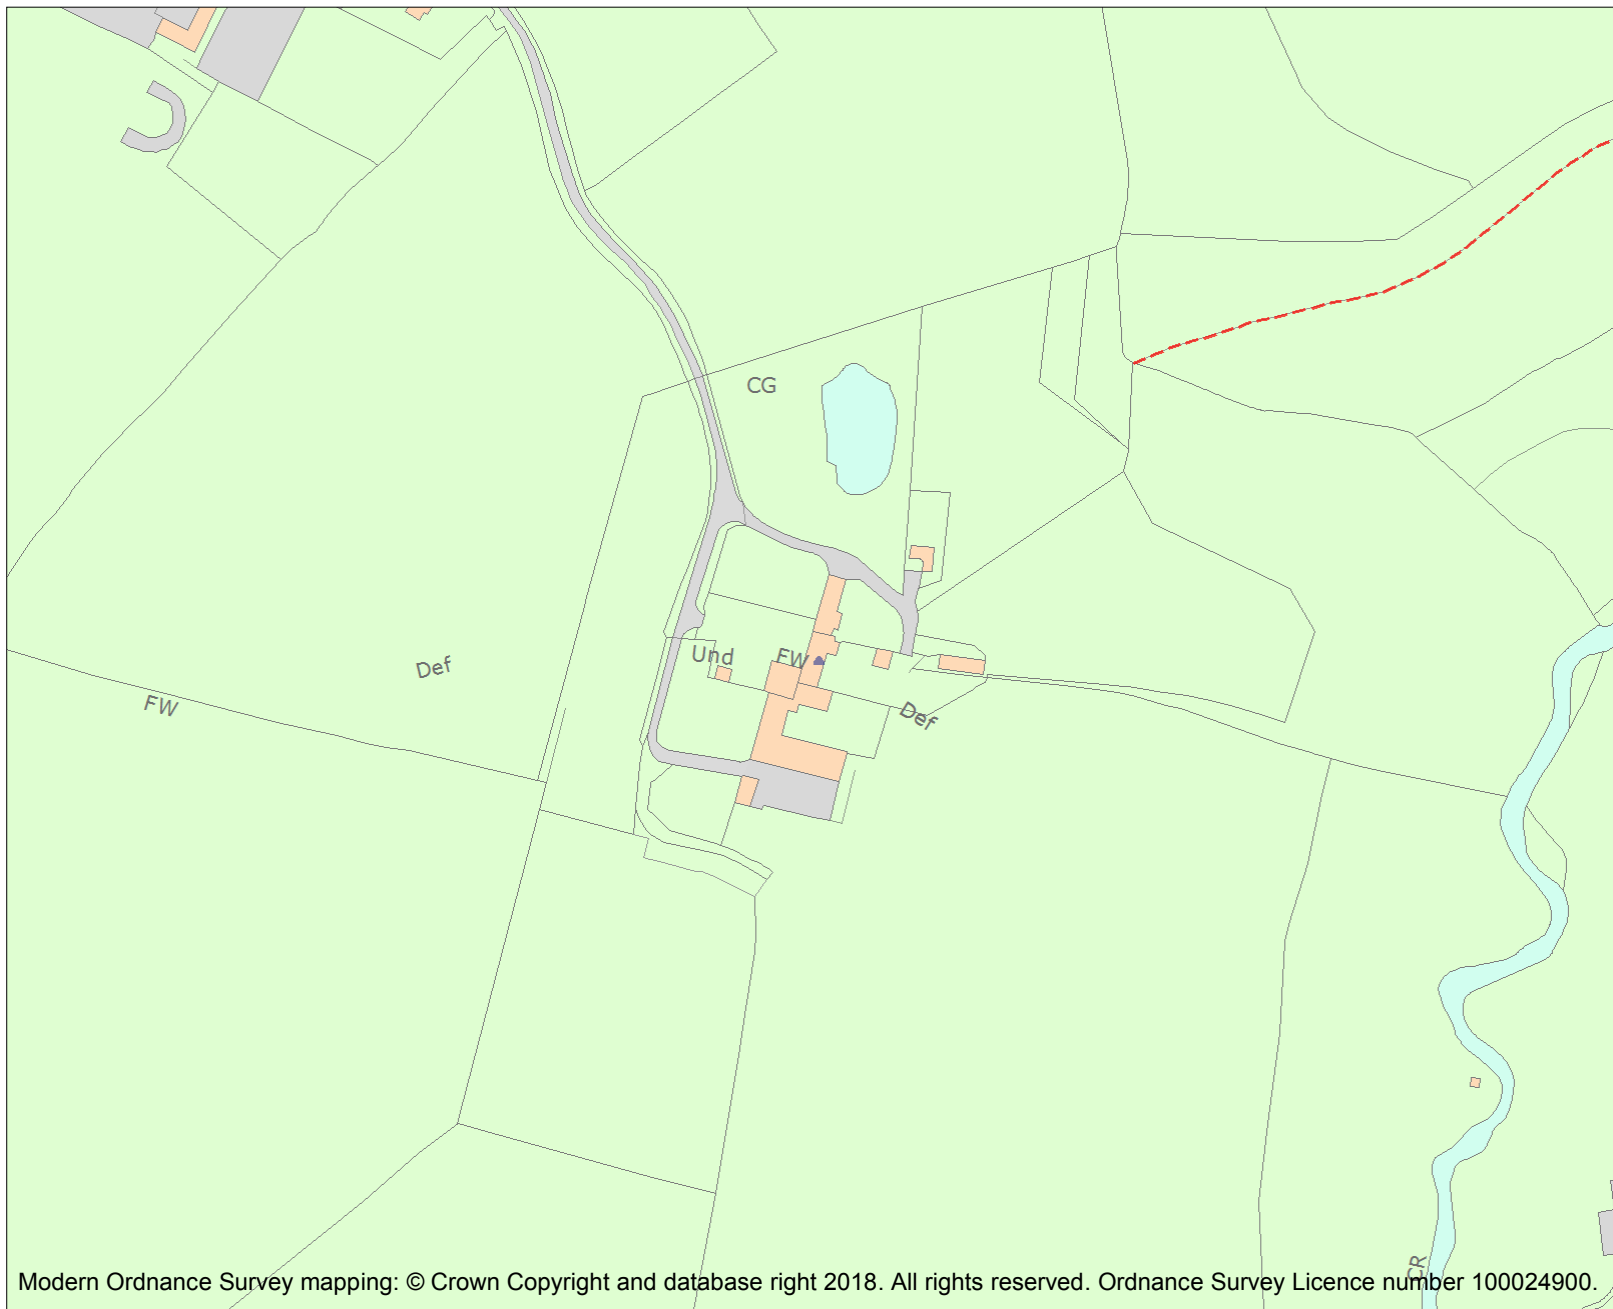 CG
Und
FW
Def
FW
Def
CR
Modern Ordnance Survey mapping: © Crown Copyright and database right 2018. All rights reserved. Ordnance Survey Licence number 100024900.